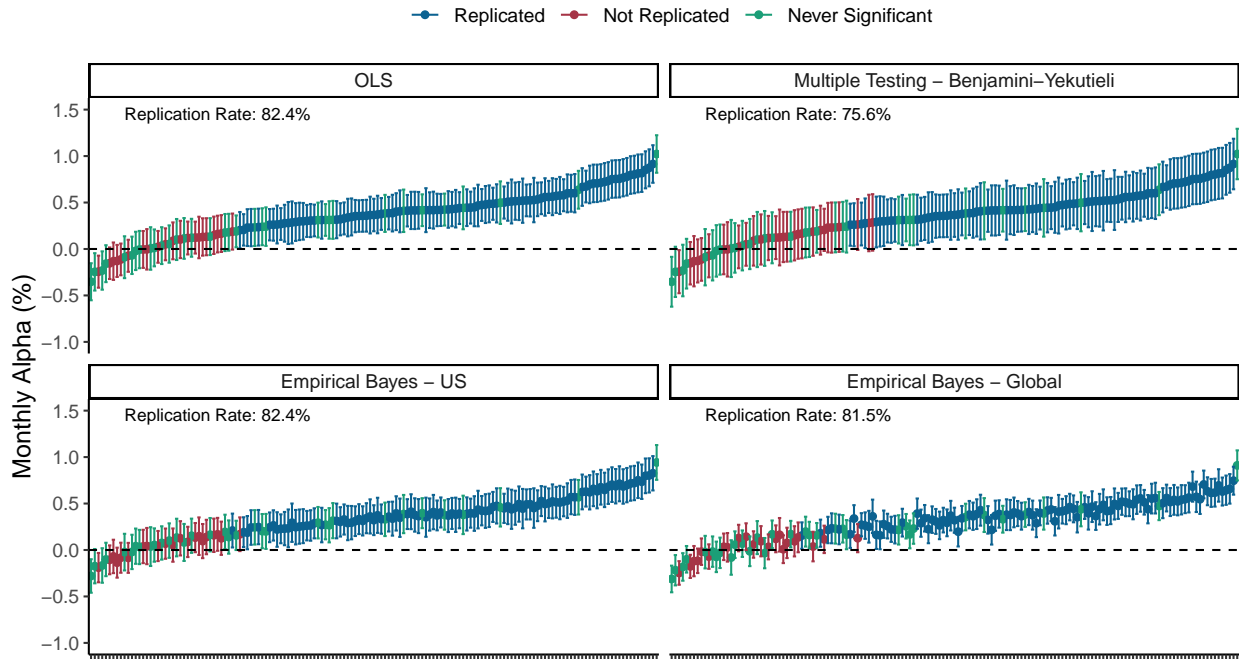 Replicated Not Replicated Never Significant
OLS
Multiple Testing − Benjamini−Yekutieli
Replication Rate: 82.4%
Replication Rate: 75.6%
1.5
1.0
0.5
0.0
−0.5
−1.0
Monthly Alpha (%)
Empirical Bayes − US
Empirical Bayes − Global
Replication Rate: 82.4%
Replication Rate: 81.5%
1.5
1.0
0.5
0.0
−0.5
−1.0